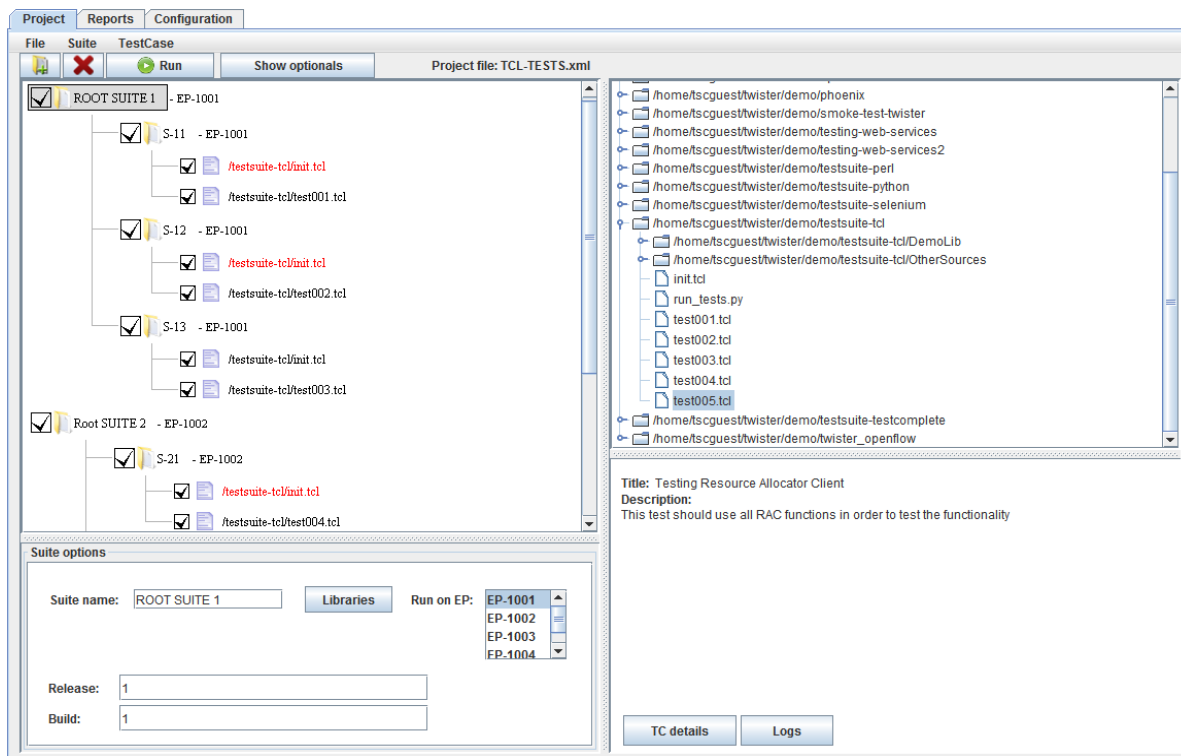 Project Reports Configuration
File Suite TestCase
Run Show optionals Project file: TCL-TESTS.xml
ROOT SUITE 1 - EP-1001
S-11 - EP-1001
/testsuite-tcl/init.tcl
/testsuite-tcl/test001.tcl
S-12 - EP-1001
/testsuite-tcl/init.tcl
/testsuite-tcl/test002.tcl
S-13 - EP-1001
/testsuite-tcl/init.tcl
/testsuite-tcl/test003.tcl
Root SUITE 2 - EP-1002
S-21 - EP-1002
/testsuite-tcl/init.tcl
/testsuite-tcl/test004.tcl
/home/tscguest/twister/demo/phoenix
/home/tscguest/twister/demo/smoke-test-twister
/home/tscguest/twister/demo/testing-web-services
/home/tscguest/twister/demo/testing-web-services2
/home/tscguest/twister/demo/testsuite-perl
/home/tscguest/twister/demo/testsuite-python
/home/tscguest/twister/demo/testsuite-selenium
/home/tscguest/twister/demo/testsuite-tcl
/home/tscguest/twister/demo/testsuite-tcl/DemoLib
/home/tscguest/twister/demo/testsuite-tcl/OtherSources
init.tcl
run_tests.py
test001.tcl
test002.tcl
test003.tcl
test004.tcl
test005.tcl
/home/tscguest/twister/demo/testsuite-testcomplete
/home/tscguest/twister/demo/twister_openflow
Suite options
Suite name: ROOT SUITE 1 Libraries Run on EP: EP-1001
EP-1002
EP-1003
EP-1004
Release: 1
Build: 1
Title: Testing Resource Allocator Client
Description:
This test should use all RAC functions in order to test the functionality
TC details Logs